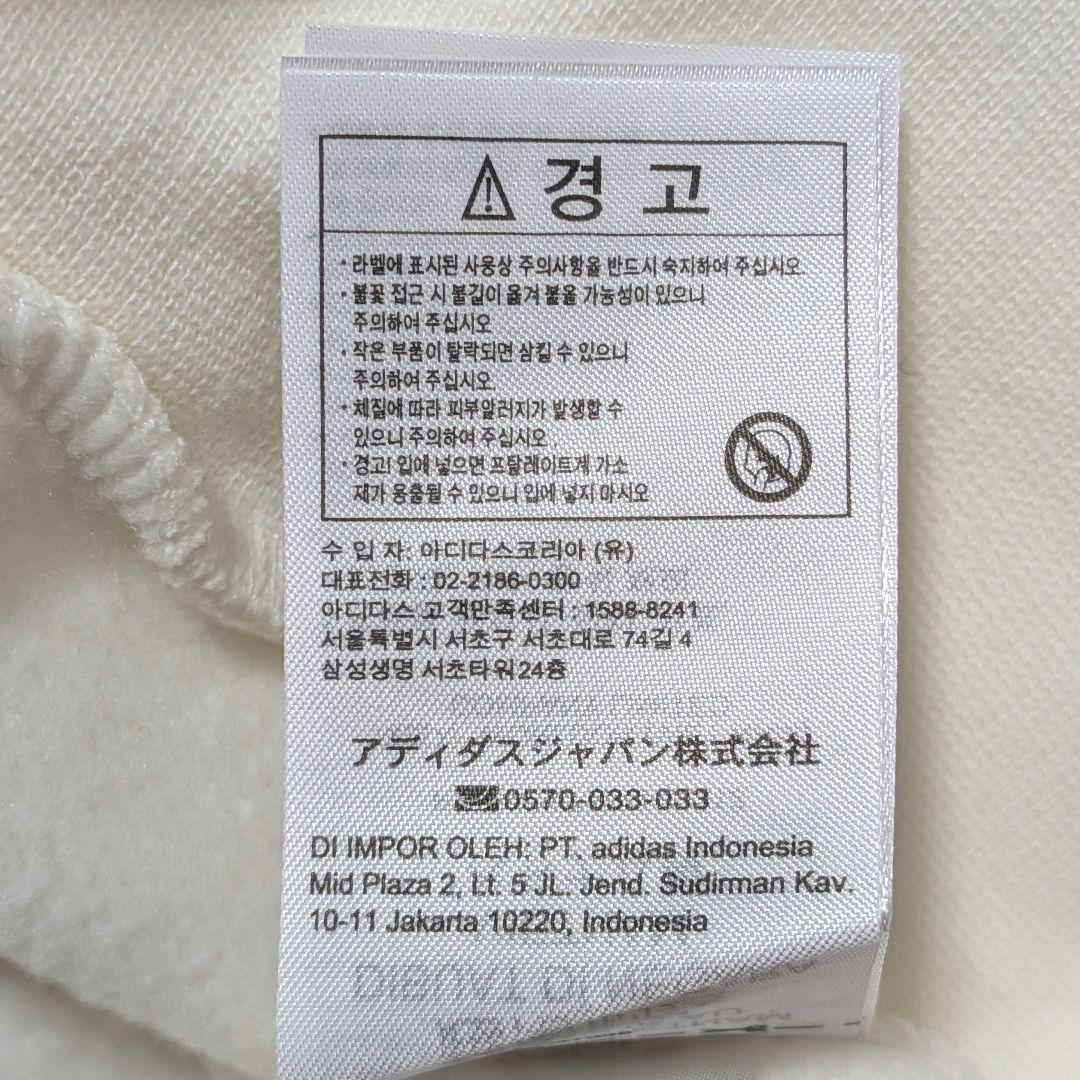 경고
· 라벨에 표시된 사용상 주의사항을 반드시 숙지하여 주십시오.
· 불꽃 접근 시 불길이 옮겨 붙을 가능성이 있으니
주의하여 주십시오
· 작은 부품이 탈락되면 삼킬 수 있으니
주의하여 주십시오.
· 체질에 따라 피부알러지가 발생할 수
있으니 주의하여 주십시오.
· 경고! 입에 넣으면 프탈레이트계 가소
제가 용출될 수 있으니 입에 넣지 마시오
수 입 자: 아디다스코리아 (유)
대표전화 : 02-2186-0300
아디다스 고객만족센터 : 1588-8241
서울특별시 서초구 서초대로 74길 4
삼성생명 서초타워24층
アディダスジャパン株式会社
0570-033-033
DI IMPOR OLEH: PT. adidas Indonesia
Mid Plaza 2, Lt. 5 JL. Jend. Sudirman Kav.
10-11 Jakarta 10220, Indonesia